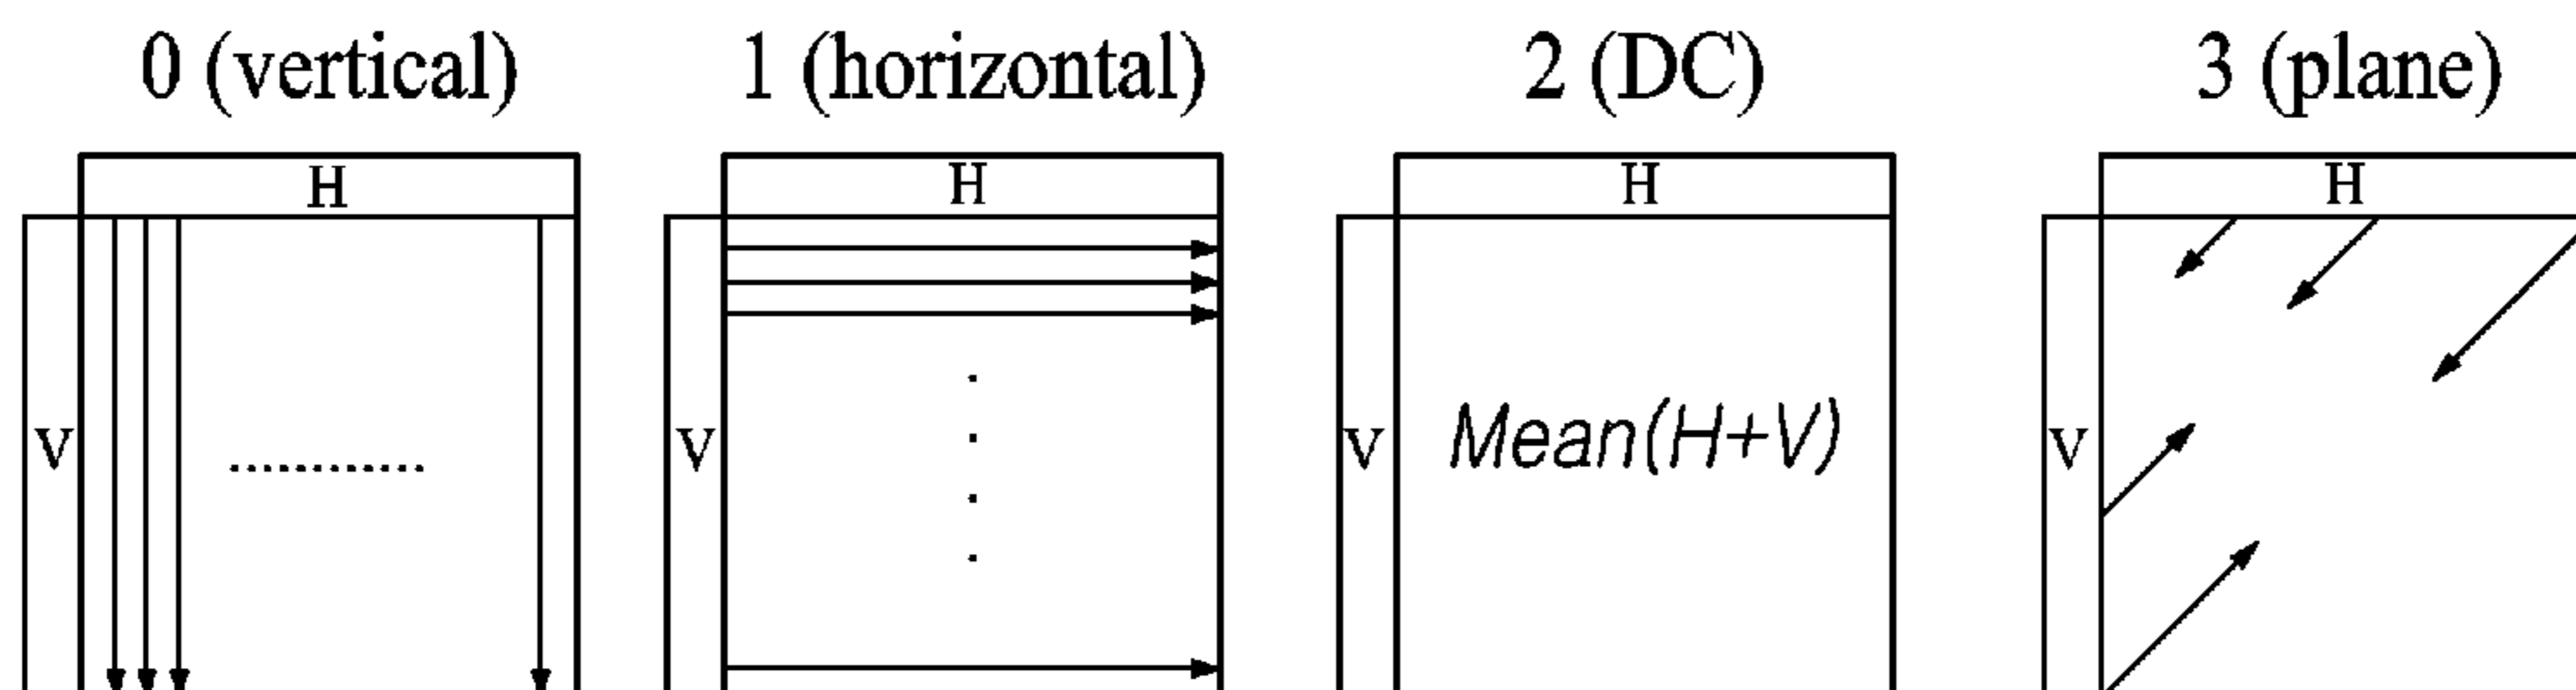 0 (vertical) 1 (horizontal) 2 (DC) 3 (plane)
H H H H
V V V Mean(H+V) V